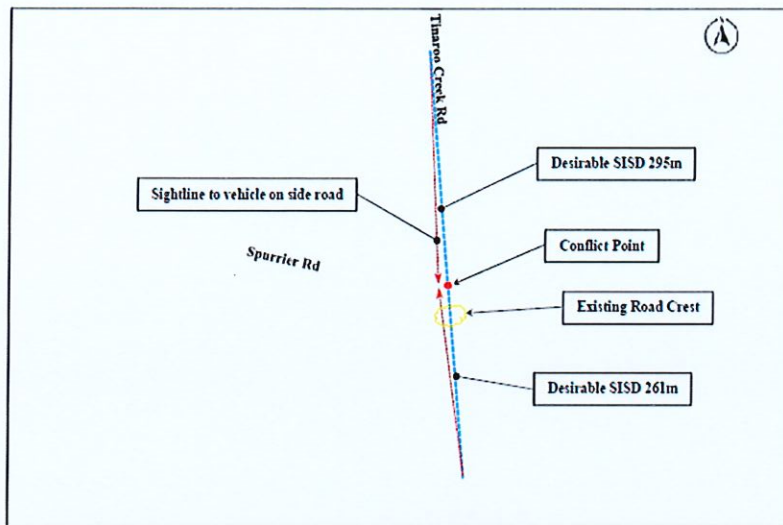 Tinaroo Creek Rd
Desirable SISD 295m
Sightline to vehicle on side road
Conflict Point
Spurrier Rd
Existing Road Crest
Desirable SISD 261m